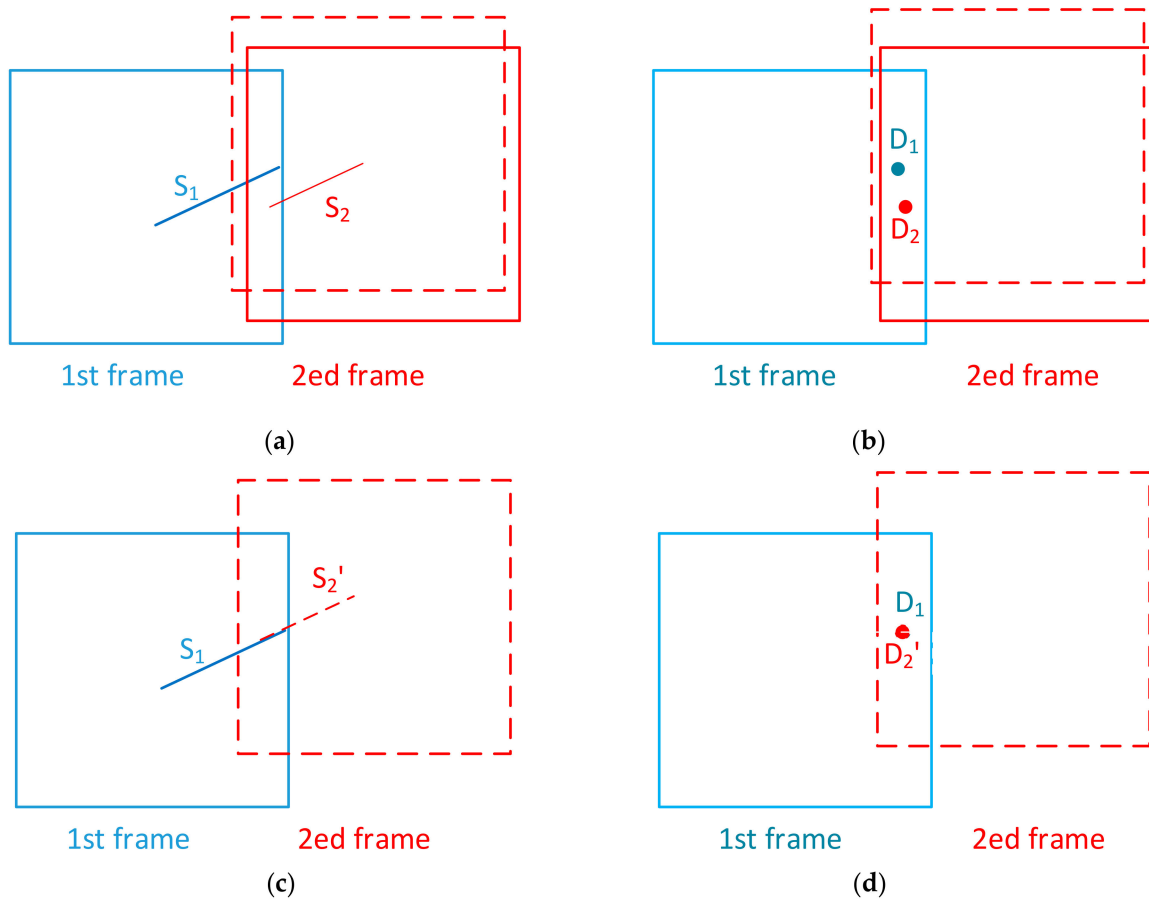 S₁
S₂
D₁
D₂
1st frame 2ed frame
1st frame 2ed frame
(a)
(b)
S₂'
S₁
D₁
D₂'
1st frame 2ed frame
1st frame 2ed frame
(c)
(d)